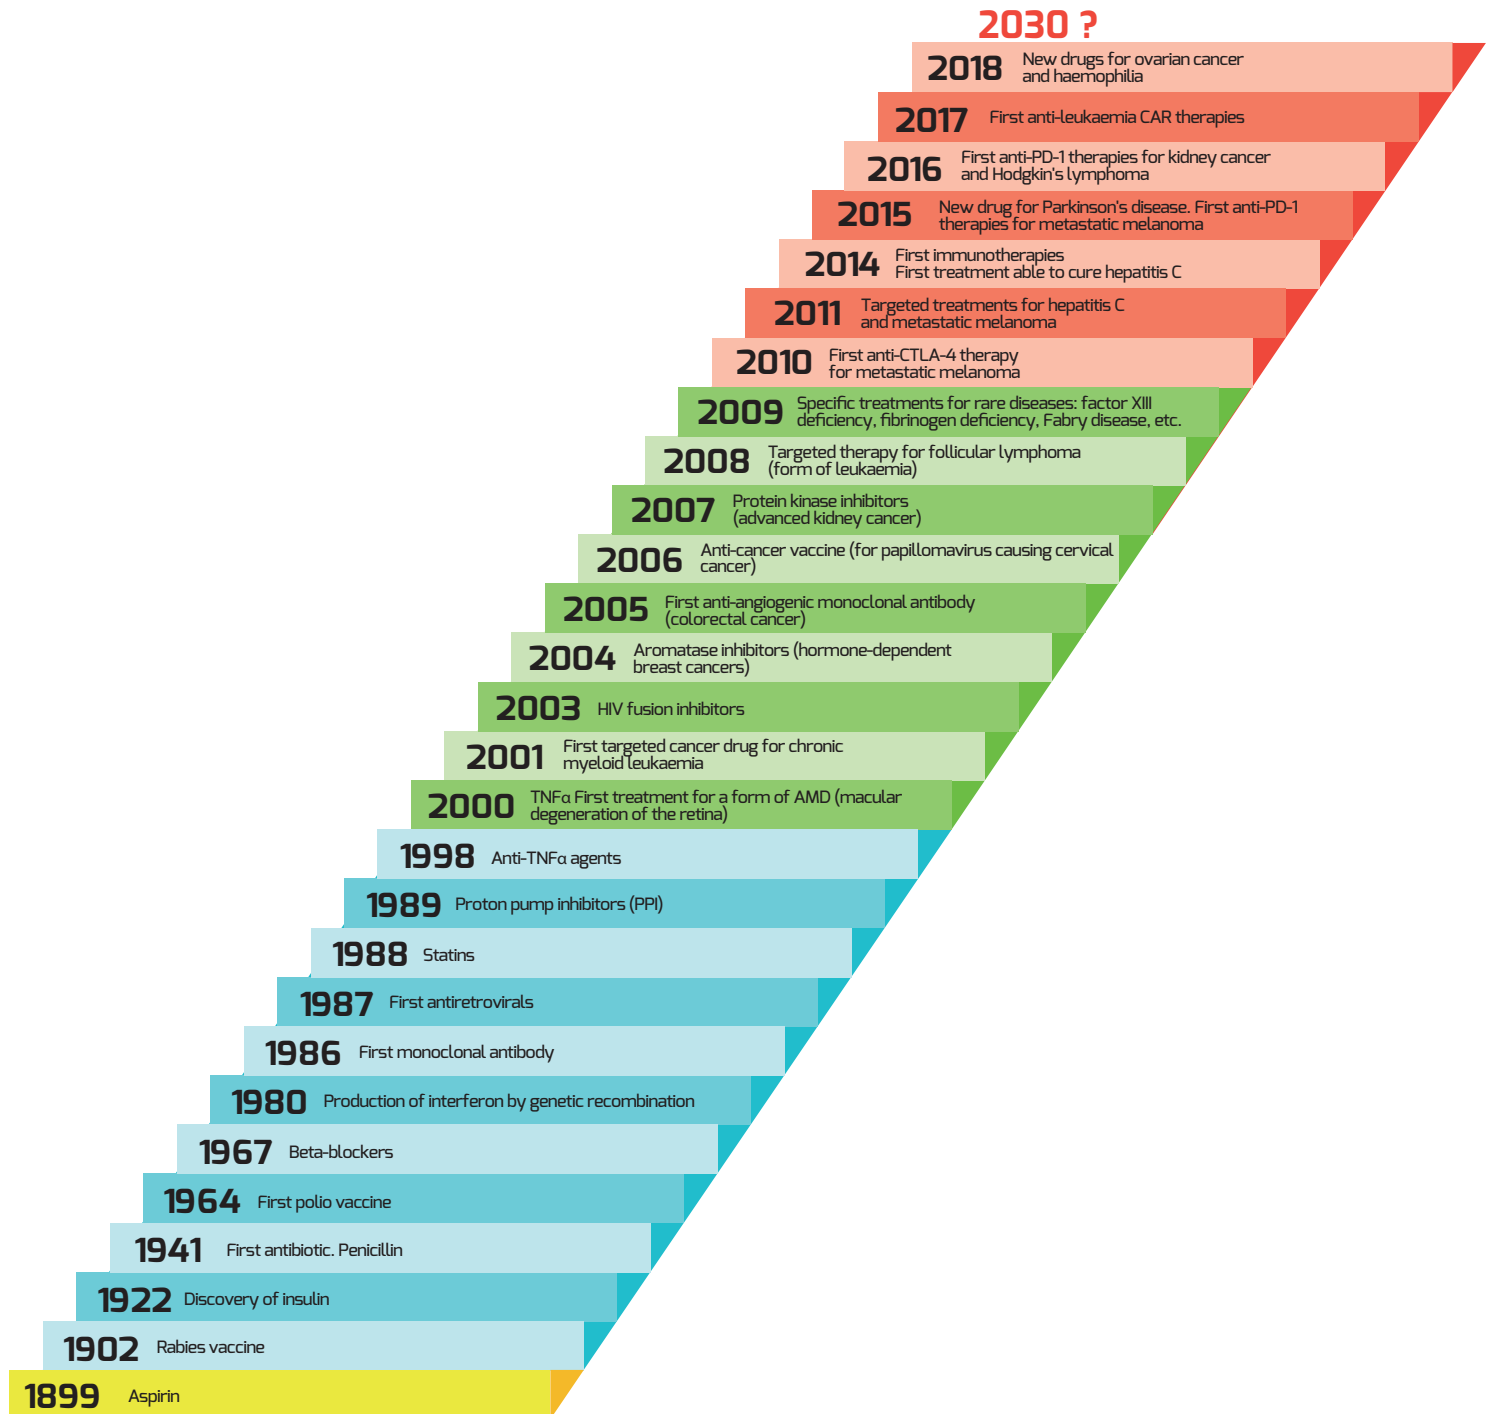 2030 ?
2018 New drugs for ovarian cancer
and haemophilia
2017 First anti-leukaemia CAR therapies
2016 First anti-PD-1 therapies for kidney cancer
and Hodgkin's lymphoma
2015 New drug for Parkinson's disease. First anti-PD-1
therapies for metastatic melanoma
2014 First immunotherapies
First treatment able to cure hepatitis C
2011 Targeted treatments for hepatitis C
and metastatic melanoma
2010 First anti-CTLA-4 therapy
for metastatic melanoma
2009 Specific treatments for rare diseases: factor XIII
deficiency, fibrinogen deficiency, Fabry disease, etc.
2008 Targeted therapy for follicular lymphoma
(form of leukaemia)
2007 Protein kinase inhibitors
(advanced kidney cancer)
2006 Anti-cancer vaccine (for papillomavirus causing cervical
cancer)
2005 First anti-angiogenic monoclonal antibody
(colorectal cancer)
2004 Aromatase inhibitors (hormone-dependent
breast cancers)
2003 HIV fusion inhibitors
2001 First targeted cancer drug for chronic
myeloid leukaemia
2000 TNFα First treatment for a form of AMD (macular
degeneration of the retina)
1998 Anti-TNFα agents
1989 Proton pump inhibitors (PPI)
1988 Statins
1987 First antiretrovirals
1986 First monoclonal antibody
1980 Production of interferon by genetic recombination
1967 Beta-blockers
1964 First polio vaccine
1941 First antibiotic. Penicillin
1922 Discovery of insulin
1902 Rabies vaccine
1899 Aspirin